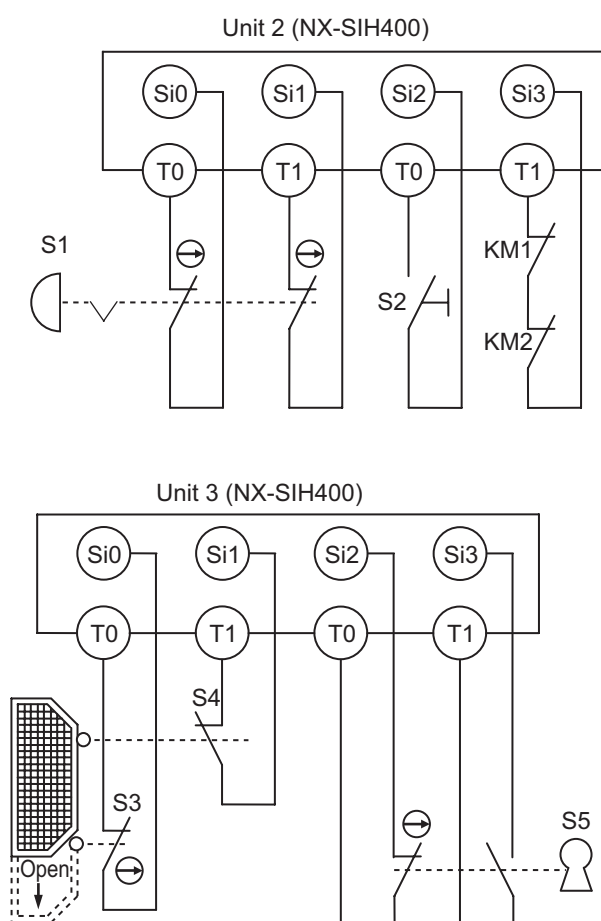 Unit 2 (NX-SIH400)
Si0 Si1 Si2 Si3
T0 T1 T0 T1
S1
KM1
S2
KM2
Unit 3 (NX-SIH400)
Si0 Si1 Si2 Si3
T0 T1 T0 T1
S4
S3
S5
Open